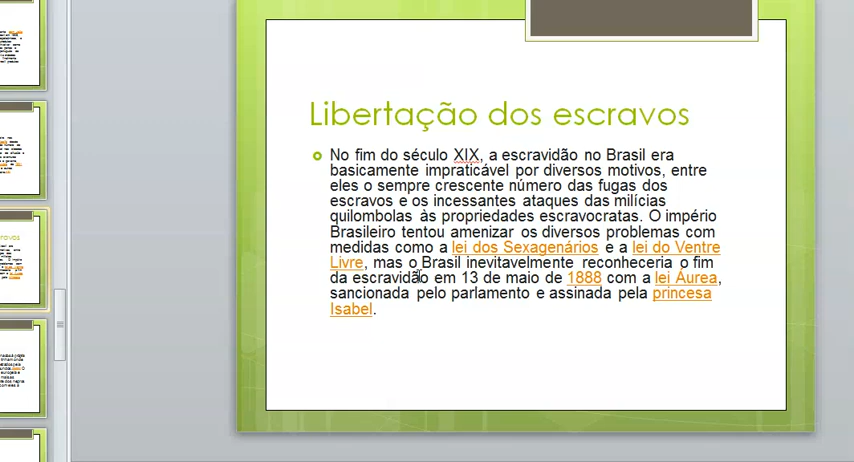 Libertação dos escravos
No fim do século XIX, a escravidão no Brasil era
basicamente impraticável por diversos motivos, entre
eles o sempre crescente número das fugas dos
escravos e os incessantes ataques das milícias
quilombolas às propriedades escravocratas. O império
Brasileiro tentou amenizar os diversos problemas com
medidas como a lei dos Sexagenários e a lei do Ventre
Livre, mas o Brasil inevitavelmente reconheceria o fim
da escravidão em 13 de maio de 1888 com a lei Áurea,
sancionada pelo parlamento e assinada pela princesa
Isabel.